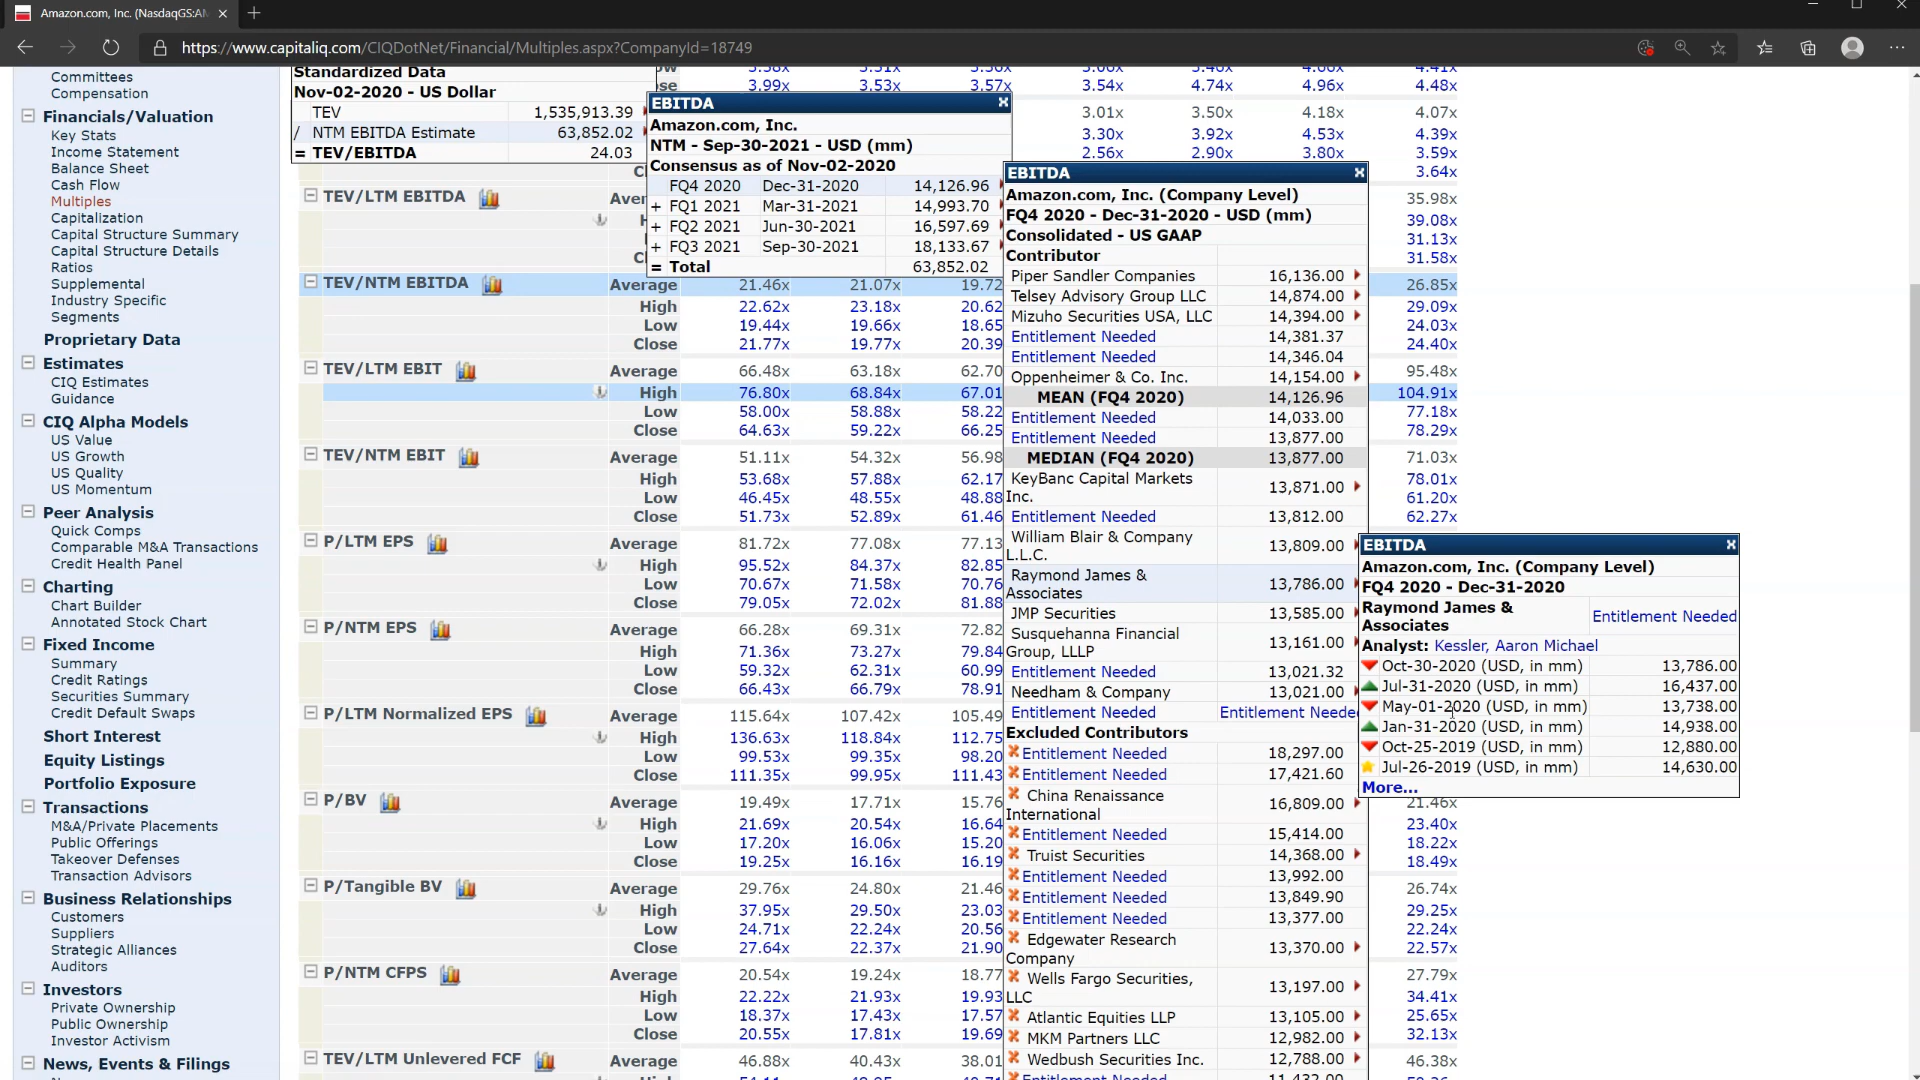 Amazon.com, Inc. (NasdaqGS:AM
https://www.capitaliq.com/CIQDotNet/Financial/Multiples.aspx?CompanyId=18749
Committees
Compensation
Financials/Valuation
Key Stats
Income Statement
Balance Sheet
Cash Flow
Multiples
Capitalization
Capital Structure Summary
Capital Structure Details
Ratios
Supplemental
Industry Specific
Segments
Proprietary Data
Estimates
CIQ Estimates
Guidance
CIQ Alpha Models
US Value
US Growth
US Quality
US Momentum
Peer Analysis
Quick Comps
Comparable M&A Transactions
Credit Health Panel
Charting
Chart Builder
Annotated Stock Chart
Fixed Income
Summary
Credit Ratings
Securities Summary
Credit Default Swaps
Short Interest
Equity Listings
Portfolio Exposure
Transactions
M&A/Private Placements
Public Offerings
Takeover Defenses
Transaction Advisors
Business Relationships
Customers
Suppliers
Strategic Alliances
Auditors
Investors
Private Ownership
Public Ownership
Investor Activism
News, Events & Filings
Standardized Data
Nov-02-2020 - US Dollar
TEV 1,535,913.39
/ NTM EBITDA Estimate 63,852.02
= TEV/EBITDA 24.03
3.99x 3.53x 3.57x 3.54x 4.74x 4.96x 4.48x
3.01x 3.50x 4.18x 4.07x
3.30x 3.92x 4.53x 4.39x
2.56x 2.90x 3.80x 3.59x
3.64x
EBITDA
Amazon.com, Inc.
NTM - Sep-30-2021 - USD (mm)
Consensus as of Nov-02-2020
FQ4 2020 Dec-31-2020 14,126.96
+ FQ1 2021 Mar-31-2021 14,993.70
+ FQ2 2021 Jun-30-2021 16,597.69
+ FQ3 2021 Sep-30-2021 18,133.67
= Total 63,852.02
TEV/LTM EBITDA 35.98x
39.08x
31.13x
31.58x
TEV/NTM EBITDA Average 21.46x 21.07x 19.72 26.85x
High 22.62x 23.18x 20.62 29.09x
Low 19.44x 19.66x 18.65 24.03x
Close 21.77x 19.77x 20.39 24.40x
TEV/LTM EBIT Average 66.48x 63.18x 62.70 95.48x
High 76.80x 68.84x 67.01 104.91x
Low 58.00x 58.88x 58.22 77.18x
Close 64.63x 59.22x 66.25 78.29x
TEV/NTM EBIT Average 51.11x 54.32x 56.98 71.03x
High 53.68x 57.88x 62.17 78.01x
Low 46.45x 48.55x 48.88 61.20x
Close 51.73x 52.89x 61.46 62.27x
P/LTM EPS Average 81.72x 77.08x 77.13
High 95.52x 84.37x 82.85
Low 70.67x 71.58x 70.76
Close 79.05x 72.02x 81.88
P/NTM EPS Average 66.28x 69.31x 72.82
High 71.36x 73.27x 79.84
Low 59.32x 62.31x 60.99
Close 66.43x 66.79x 78.91
P/LTM Normalized EPS Average 115.64x 107.42x 105.49
High 136.63x 118.84x 112.75
Low 99.53x 99.35x 98.20
Close 111.35x 99.95x 111.43
P/BV Average 19.49x 17.71x 15.76 21.46x
High 21.69x 20.54x 16.64 23.40x
Low 17.20x 16.06x 15.20 18.22x
Close 19.25x 16.16x 16.19 18.49x
P/Tangible BV Average 29.76x 24.80x 21.46 26.74x
High 37.95x 29.50x 23.03 29.25x
Low 24.71x 22.24x 20.56 22.24x
Close 27.64x 22.37x 21.90 22.57x
P/NTM CFPS Average 20.54x 19.24x 18.77 27.79x
High 22.22x 21.93x 19.93 34.41x
Low 18.37x 17.43x 17.57 25.65x
Close 20.55x 17.81x 19.69 32.13x
TEV/LTM Unlevered FCF Average 46.88x 40.43x 38.01 46.38x
EBITDA
Amazon.com, Inc. (Company Level)
FQ4 2020 - Dec-31-2020 - USD (mm)
Consolidated - US GAAP
Contributor
Piper Sandler Companies 16,136.00
Telsey Advisory Group LLC 14,874.00
Mizuho Securities USA, LLC 14,394.00
Entitlement Needed 14,381.37
Entitlement Needed 14,346.04
Oppenheimer & Co. Inc. 14,154.00
MEAN (FQ4 2020) 14,126.96
Entitlement Needed 14,033.00
Entitlement Needed 13,877.00
MEDIAN (FQ4 2020) 13,877.00
KeyBanc Capital Markets
Inc. 13,871.00
Entitlement Needed 13,812.00
William Blair & Company
L.L.C. 13,809.00
Raymond James &
Associates 13,786.00
JMP Securities 13,585.00
Susquehanna Financial
Group, LLLP 13,161.00
Entitlement Needed 13,021.32
Needham & Company 13,021.00
Entitlement Needed Entitlement Needed
Excluded Contributors
Entitlement Needed 18,297.00
Entitlement Needed 17,421.60
China Renaissance
International 16,809.00
Entitlement Needed 15,414.00
Truist Securities 14,368.00
Entitlement Needed 13,992.00
Entitlement Needed 13,849.90
Entitlement Needed 13,377.00
Edgewater Research
Company 13,370.00
Wells Fargo Securities,
LLC 13,197.00
Atlantic Equities LLP 13,105.00
MKM Partners LLC 12,982.00
Wedbush Securities Inc. 12,788.00
Entitlement Needed 11,432.00
EBITDA
Amazon.com, Inc. (Company Level)
FQ4 2020 - Dec-31-2020
Raymond James &
Associates Entitlement Needed
Analyst: Kessler, Aaron Michael
Oct-30-2020 (USD, in mm) 13,786.00
Jul-31-2020 (USD, in mm) 16,437.00
May-01-2020 (USD, in mm) 13,738.00
Jan-31-2020 (USD, in mm) 14,938.00
Oct-25-2019 (USD, in mm) 12,880.00
Jul-26-2019 (USD, in mm) 14,630.00
More...